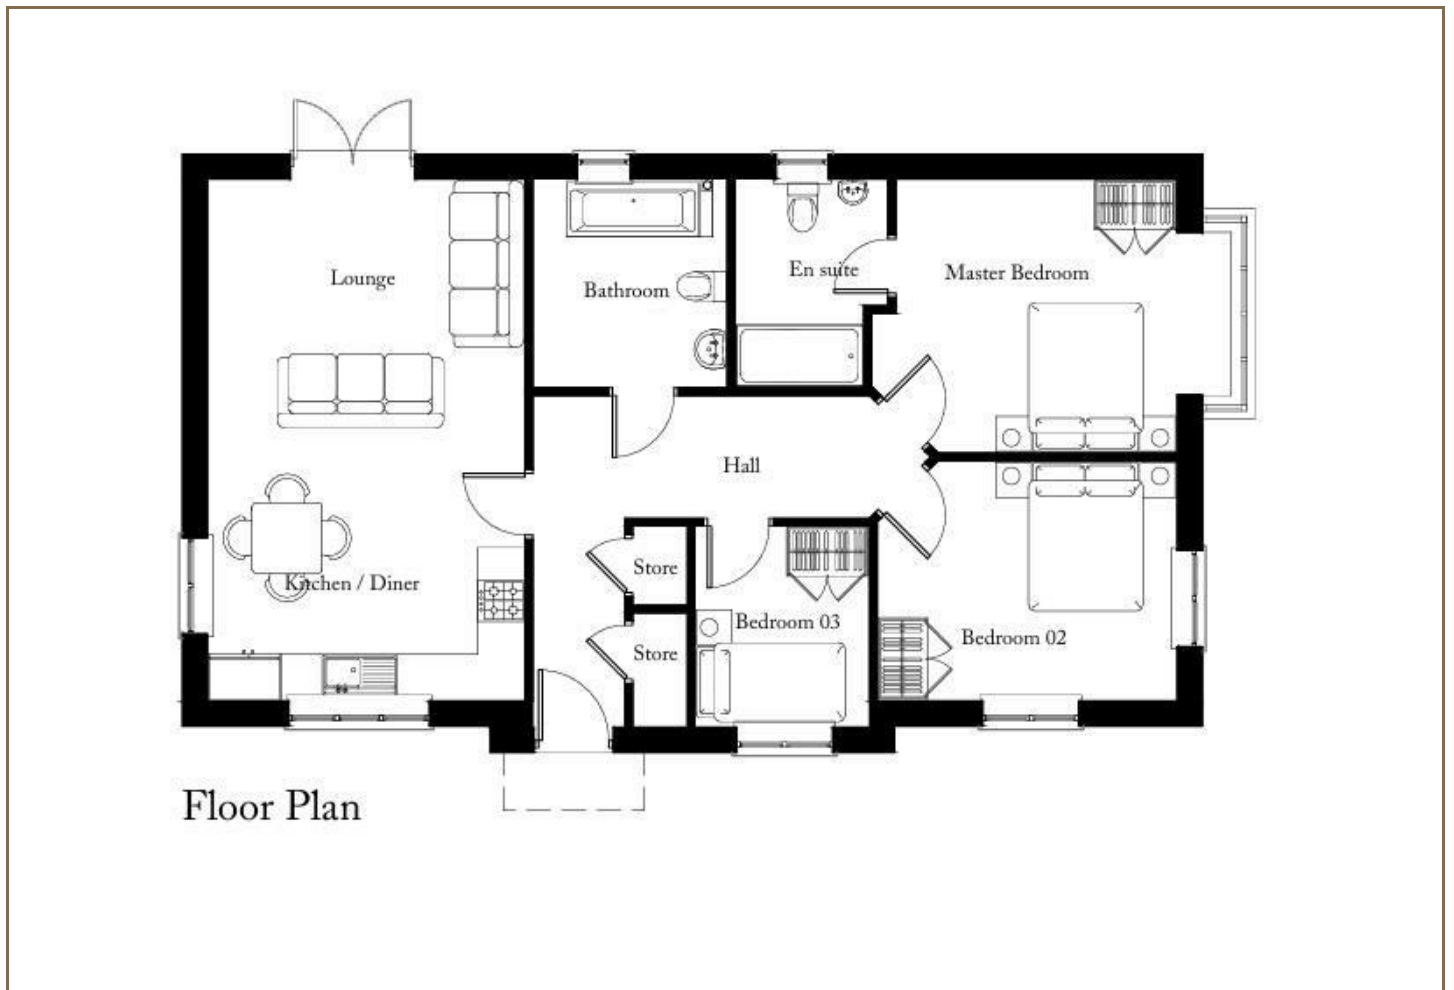 Lounge
Bathroom
En suite
Master Bedroom
Hall
Kitchen / Diner
Store
Store
Bedroom 03
Bedroom 02
Floor Plan